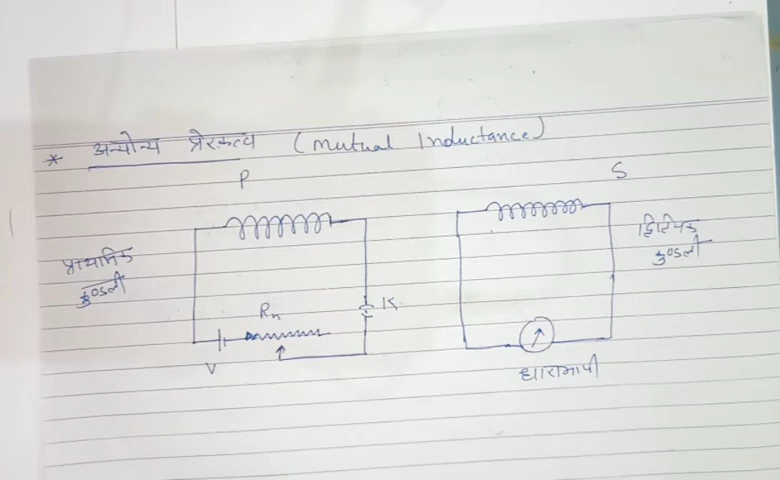 * अन्योन्य प्रेरकत्व (Mutual Inductance)
P
S
प्राथमिक
कुण्डली
द्वितियक
कुण्डली
Rh
K
V
धारामापी